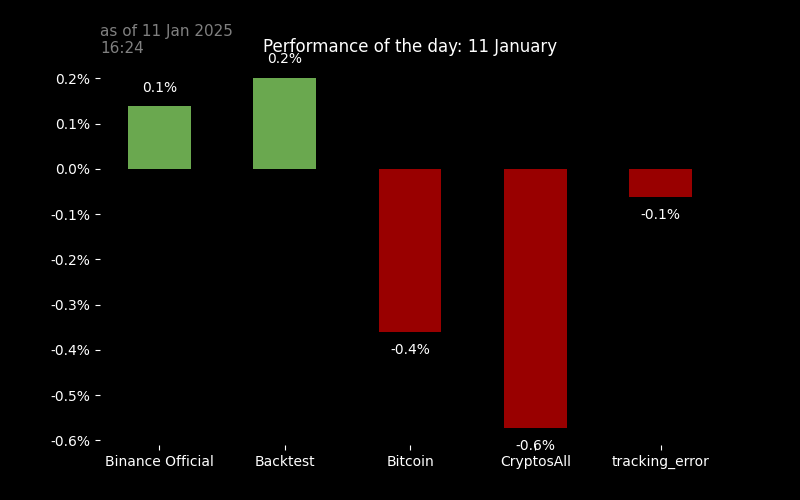 as of 11 Jan 2025
16:24
Performance of the day: 11 January
0.2%
0.1%
0.2%
0.1%
0.0%
-0.1%
-0.2%
-0.3%
-0.4%
-0.5%
-0.6%
-0.1%
-0.4%
-0.6%
Binance Official
Backtest
Bitcoin
CryptosAll
tracking_error